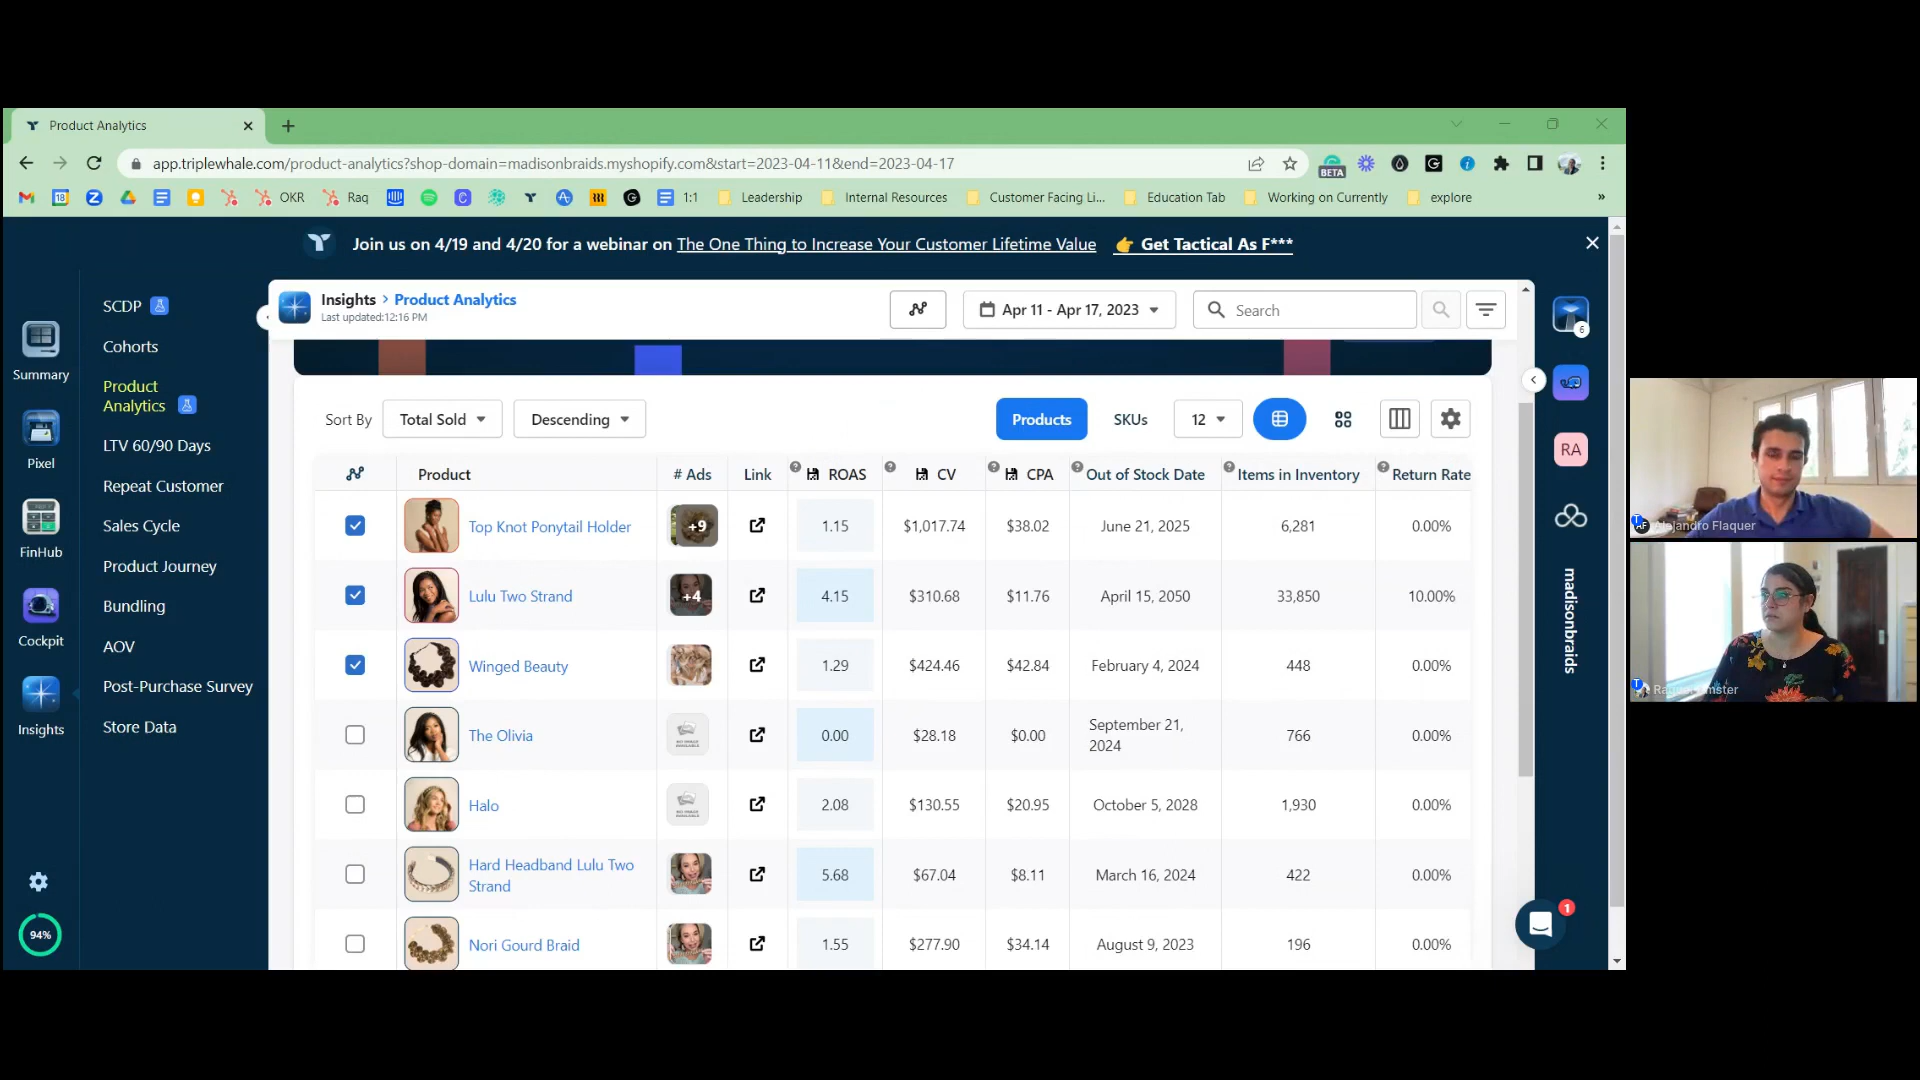 Product Analytics
app.triplewhale.com/product-analytics?shop-domain=madisonbraids.myshopify.com&start=2023-04-11&end=2023-04-17
BETA
18
OKR
Raq
1:1
Leadership
Internal Resources
Customer Facing Li...
Education Tab
Working on Currently
explore
»
Join us on 4/19 and 4/20 for a webinar on The One Thing to Increase Your Customer Lifetime Value 👉 Get Tactical As F***
Summary
Pixel
FinHub
Cockpit
Insights
94%
SCDP
Cohorts
Product
Analytics
LTV 60/90 Days
Repeat Customer
Sales Cycle
Product Journey
Bundling
AOV
Post-Purchase Survey
Store Data
Insights > Product Analytics
Last updated:12:16 PM
Apr 11 - Apr 17, 2023
Search
Sort By
Total Sold
Descending
Products
SKUs
12
Product # Ads Link ROAS CV CPA Out of Stock Date Items in Inventory Return Rate
Top Knot Ponytail Holder +9 1.15 $1,017.74 $38.02 June 21, 2025 6,281 0.00%
Lulu Two Strand +4 4.15 $310.68 $11.76 April 15, 2050 33,850 10.00%
Winged Beauty 1.29 $424.46 $42.84 February 4, 2024 448 0.00%
The Olivia 0.00 $28.18 $0.00 September 21, 2024 766 0.00%
Halo 2.08 $130.55 $20.95 October 5, 2028 1,930 0.00%
Hard Headband Lulu Two Strand 5.68 $67.04 $8.11 March 16, 2024 422 0.00%
Nori Gourd Braid 1.55 $277.90 $34.14 August 9, 2023 196 0.00%
6
RA
madisonbraids
1
AF
Alejandro Flaquer